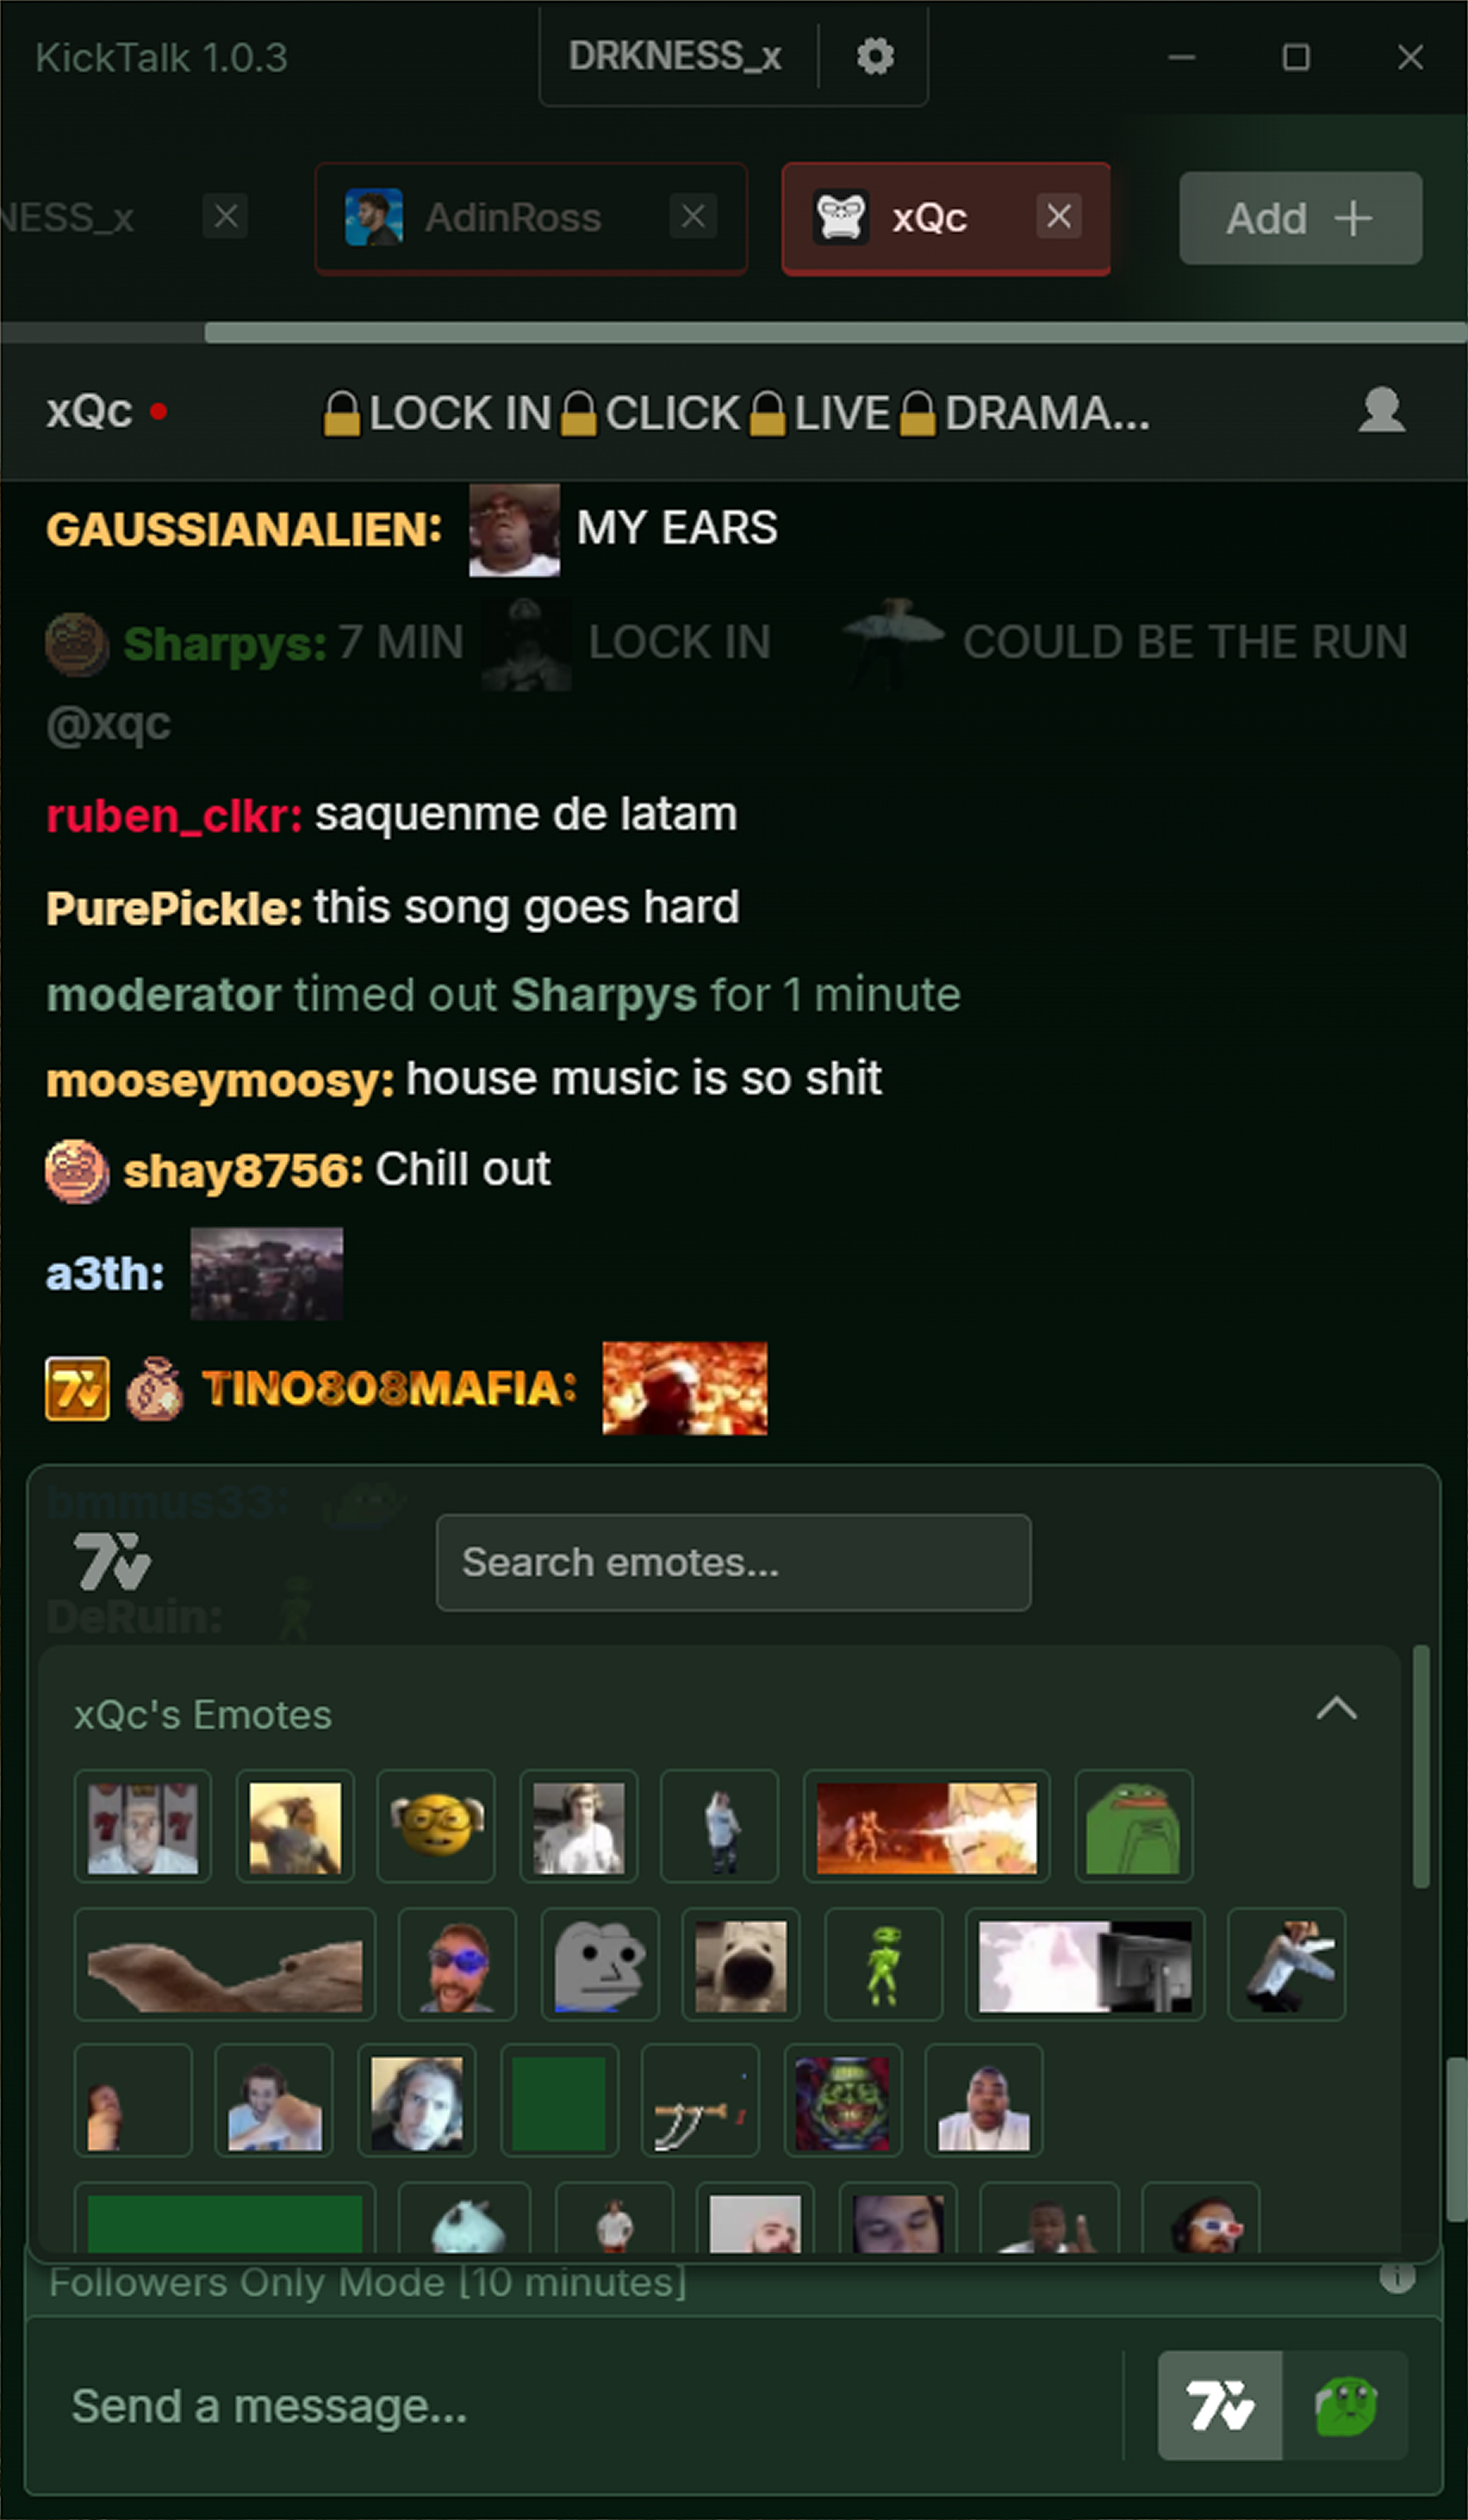 KickTalk 1.0.3
DRKNESS_x
NESS_x
AdinRoss
xQc
Add +
xQc
🔒LOCK IN🔒CLICK🔒LIVE🔒DRAMA...
GAUSSIANALIEN: MY EARS
Sharpys: 7 MIN LOCK IN COULD BE THE RUN
@xqc
ruben_clkr: saquenme de latam
PurePickle: this song goes hard
moderator timed out Sharpys for 1 minute
mooseymoosy: house music is so shit
shay8756: Chill out
a3th:
7V TINO808MAFIA:
bmmus33:
7V
Search emotes...
DeRuin:
xQc's Emotes
Followers Only Mode [10 minutes]
Send a message...
7V